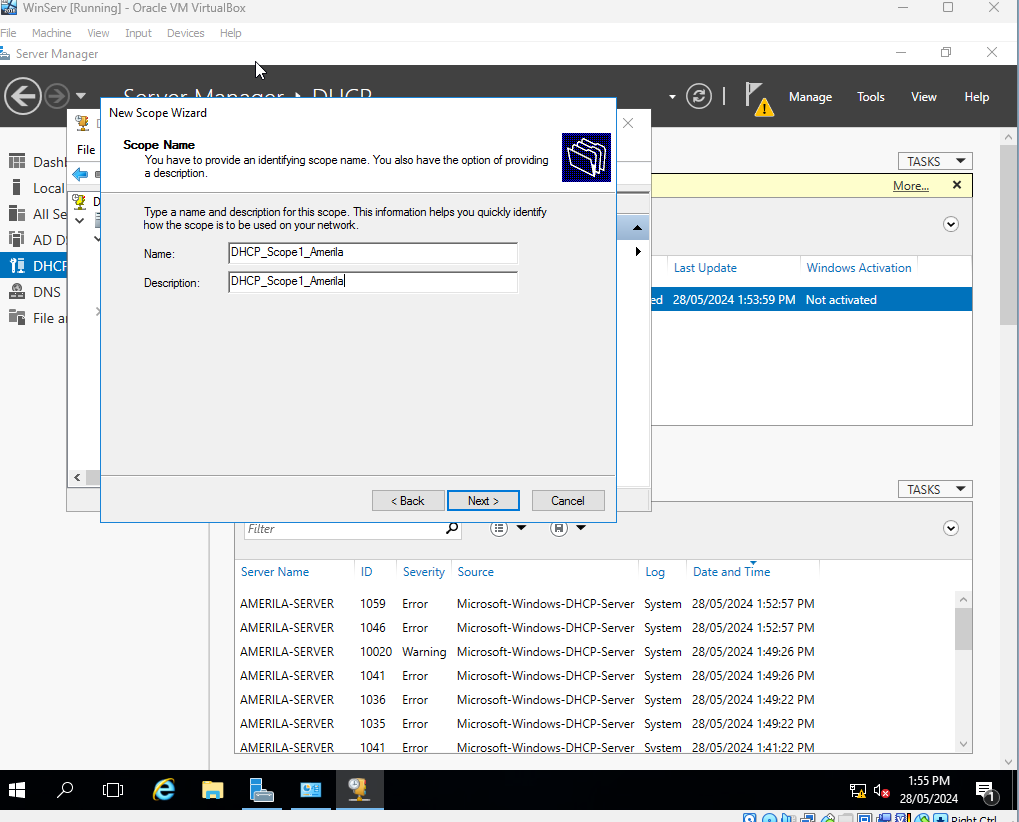 WinServ [Running] - Oracle VM VirtualBox
File Machine View Input Devices Help
Server Manager
Server Manager DHCP
Manage Tools View Help
New Scope Wizard
File
Scope Name
You have to provide an identifying scope name. You also have the option of providing
a description.
TASKS
More...
Type a name and description for this scope. This information helps you quickly identify
how the scope is to be used on your network.
Name: DHCP_Scope1_Amerila
Description: DHCP_Scope1_Amerila
Local
DHCP
DNS
Last Update Windows Activation
28/05/2024 1:53:59 PM Not activated
< Back Next > Cancel
TASKS
Filter
Server Name ID Severity Source Log Date and Time
AMERILA-SERVER 1059 Error Microsoft-Windows-DHCP-Server System 28/05/2024 1:52:57 PM
AMERILA-SERVER 1046 Error Microsoft-Windows-DHCP-Server System 28/05/2024 1:52:57 PM
AMERILA-SERVER 10020 Warning Microsoft-Windows-DHCP-Server System 28/05/2024 1:49:26 PM
AMERILA-SERVER 1041 Error Microsoft-Windows-DHCP-Server System 28/05/2024 1:49:26 PM
AMERILA-SERVER 1036 Error Microsoft-Windows-DHCP-Server System 28/05/2024 1:49:22 PM
AMERILA-SERVER 1035 Error Microsoft-Windows-DHCP-Server System 28/05/2024 1:49:22 PM
AMERILA-SERVER 1041 Error Microsoft-Windows-DHCP-Server System 28/05/2024 1:41:22 PM
1:55 PM
28/05/2024
1
Right Ctrl